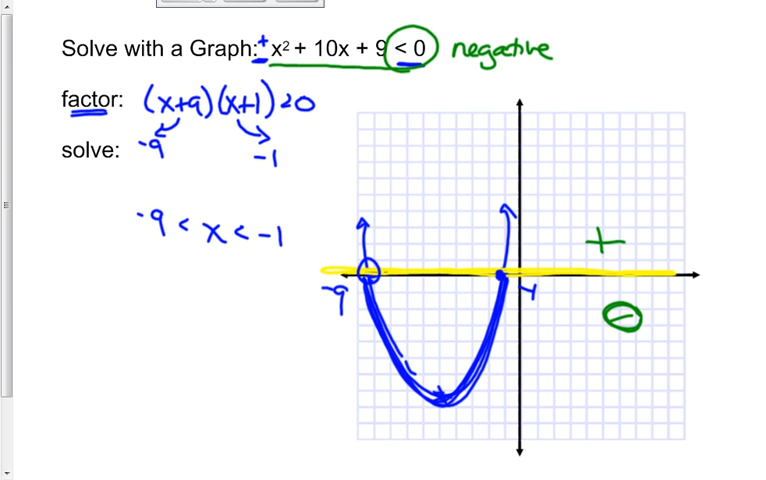 Solve with a Graph: + x² + 10x + 9 < 0 negative
factor: (x+9)(x+1)<0
-9 -1
solve:
-9 < x < -1
+
-9 -1
−